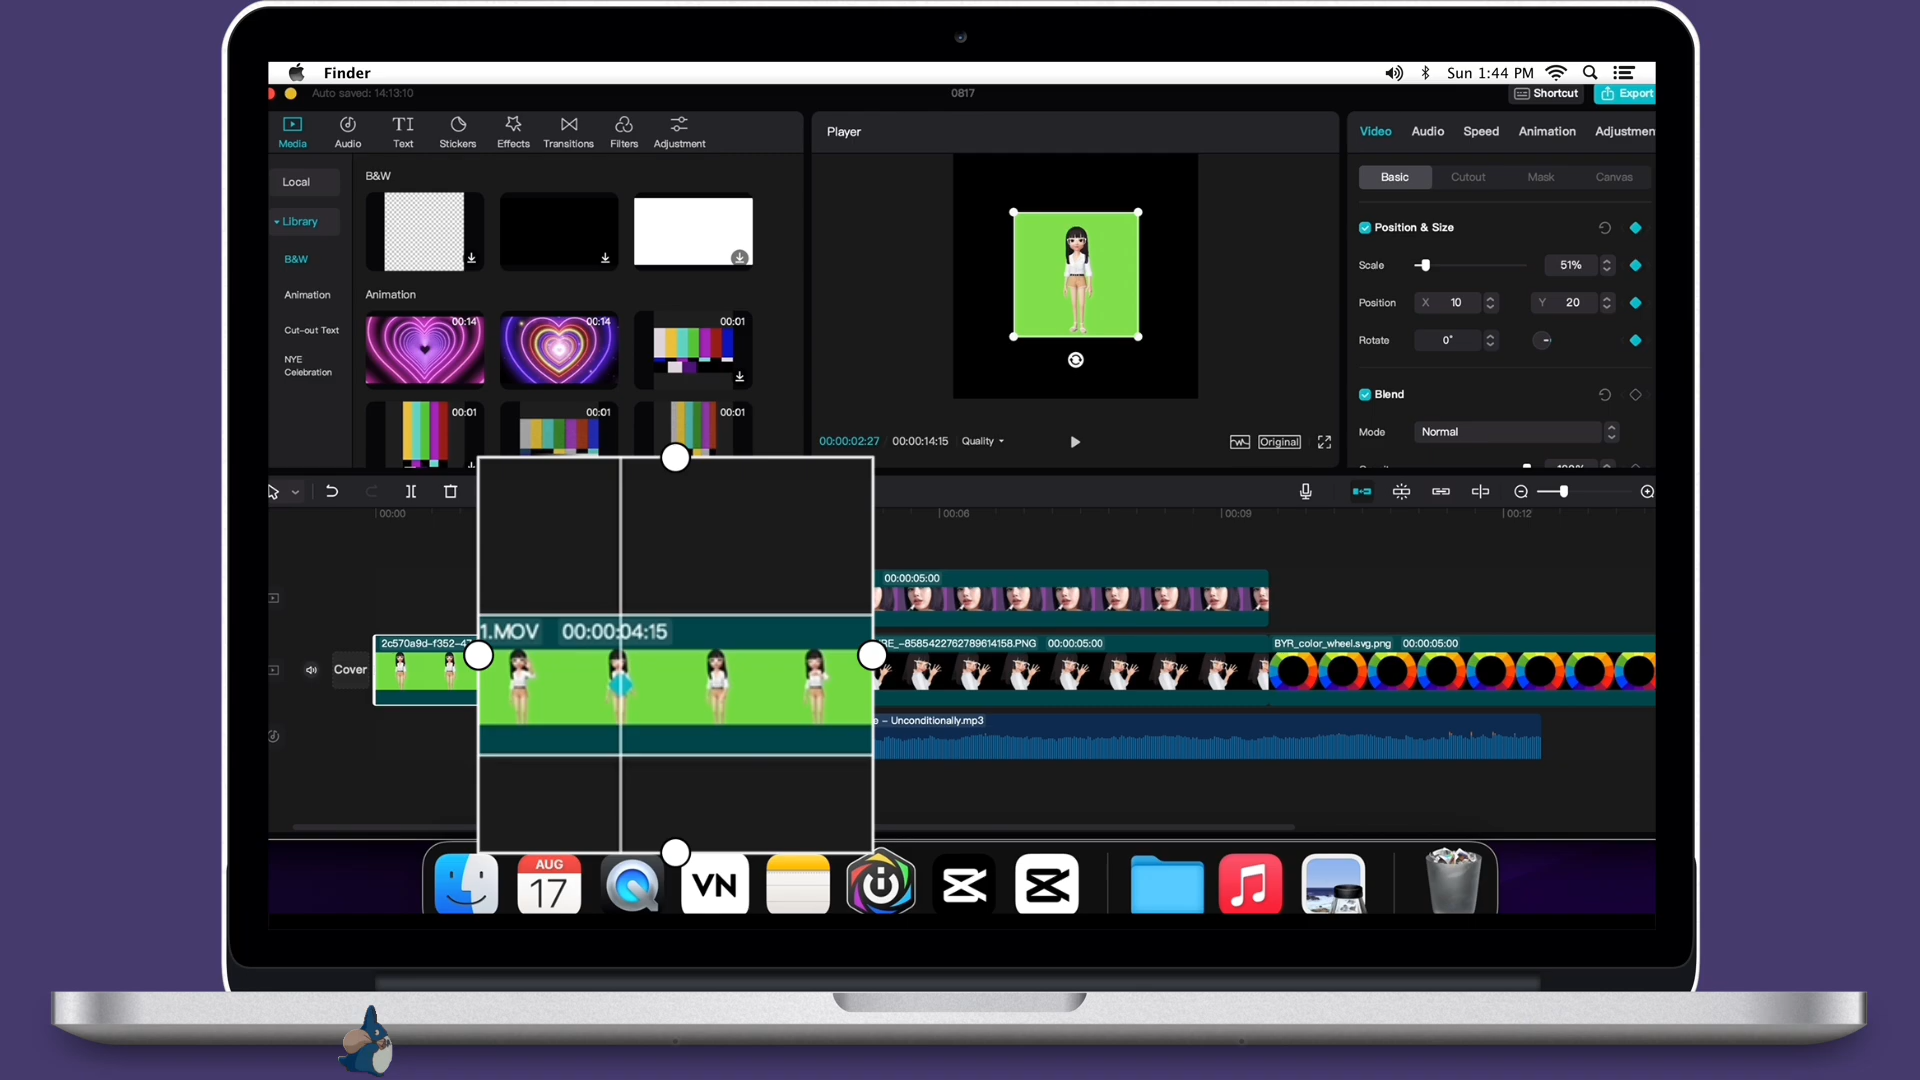 Finder
Sun 1:44 PM
Auto saved: 14:13:10
0817
Shortcut
Export
Media
Audio
Text
Stickers
Effects
Transitions
Filters
Adjustment
Player
Video
Audio
Speed
Animation
Adjustmen
Local
Library
B&W
Animation
Cut-out Text
NYE
Celebration
B&W
Animation
00:14
00:14
00:01
00:01
00:01
00:01
Basic
Cutout
Mask
Canvas
Position & Size
Scale
51%
Position
X 10
Y 20
Rotate
0°
Blend
Mode
Normal
00:00:02:27
00:00:14:15
Quality
Original
00:00
00:06
00:09
00:12
00:00:05:00
Cover
2c570a9d-f352-47
1.MOV 00:00:04:15
RE_-8585422762789614158.PNG 00:00:05:00
BYR_color_wheel.svg.png 00:00:05:00
e - Unconditionally.mp3
AUG
17
VN